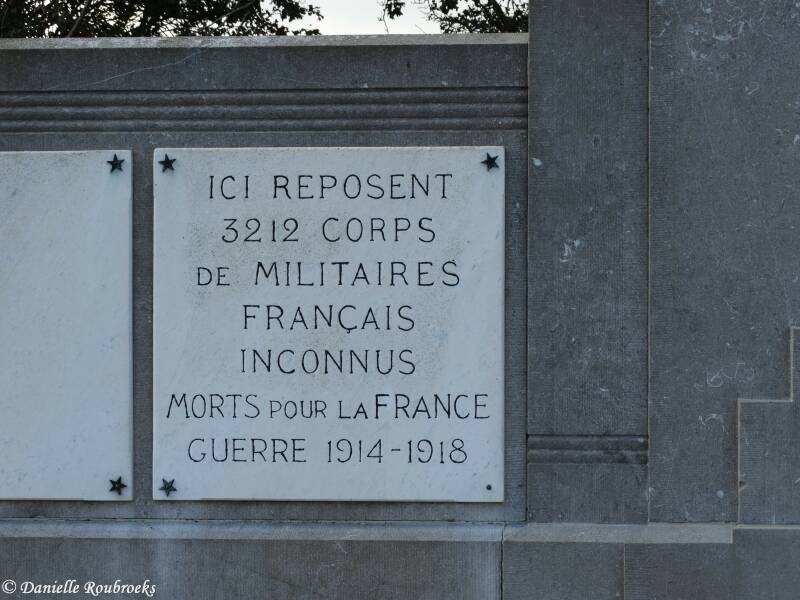 ICI REPOSENT
3212 CORPS
DE MILITAIRES
FRANÇAIS
INCONNUS
MORTS POUR LA FRANCE
GUERRE 1914-1918
© Danielle Roubroeks